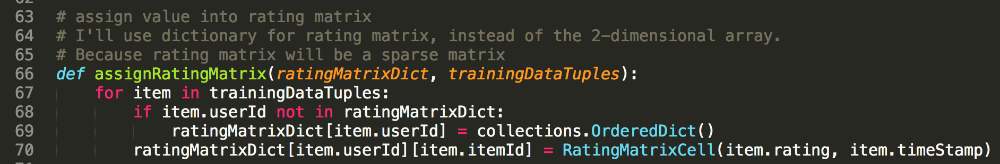 62
63 # assign value into rating matrix
64 # I'll use dictionary for rating matrix, instead of the 2-dimensional array.
65 # Because rating matrix will be a sparse matrix
66 def assignRatingMatrix(ratingMatrixDict, trainingDataTuples):
67     for item in trainingDataTuples:
68         if item.userId not in ratingMatrixDict:
69             ratingMatrixDict[item.userId] = collections.OrderedDict()
70         ratingMatrixDict[item.userId][item.itemId] = RatingMatrixCell(item.rating, item.timeStamp)
71